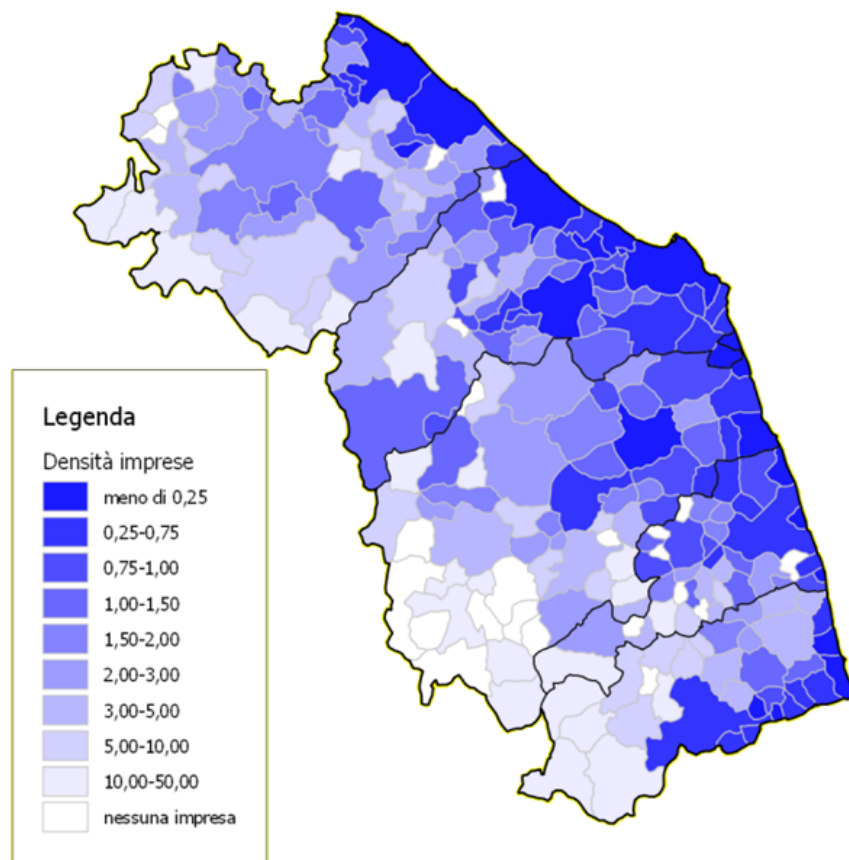 Legenda
Densità imprese
meno di 0,25
0,25-0,75
0,75-1,00
1,00-1,50
1,50-2,00
2,00-3,00
3,00-5,00
5,00-10,00
10,00-50,00
nessuna impresa